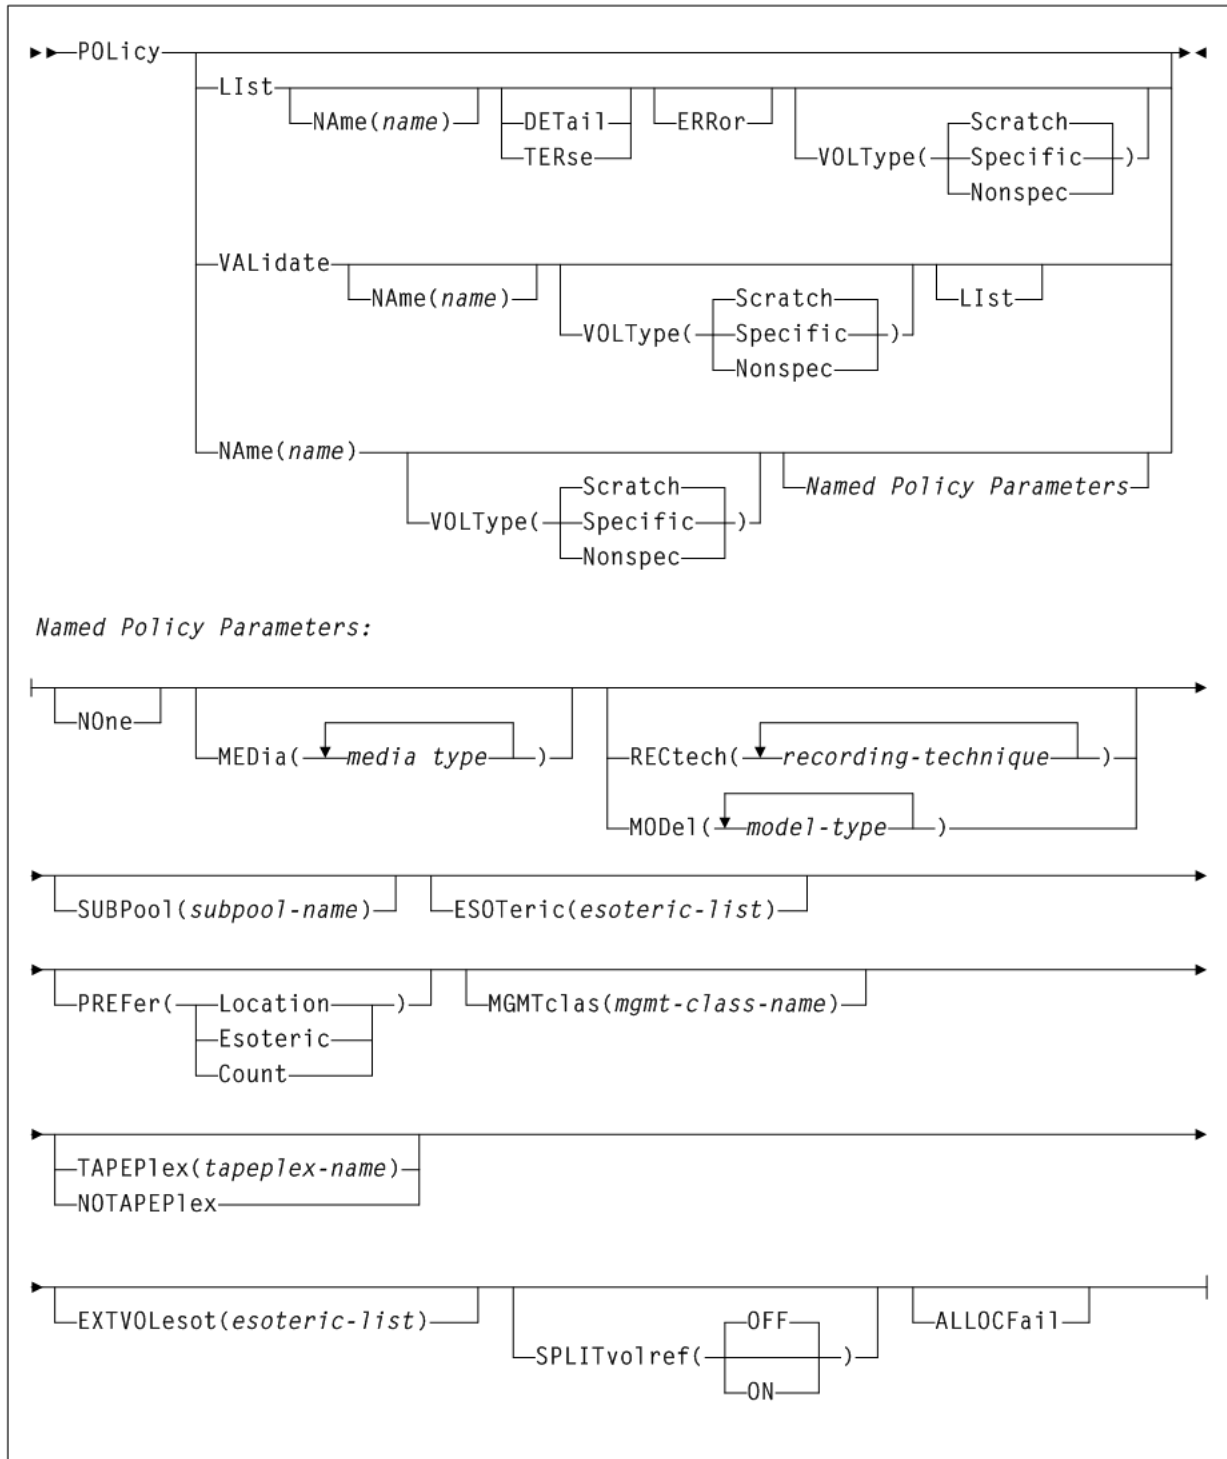 POLicy
LIst
NAme(name) DETail ERRor Scratch
TERse VOLType( Specific )
Nonspec
VALidate
NAme(name) Scratch LIst
VOLType( Specific )
Nonspec
NAme(name)
Scratch Named Policy Parameters
VOLType( Specific )
Nonspec
Named Policy Parameters:
NOne
MEDia( media type ) RECtech( recording-technique )
MODel( model-type )
SUBPool(subpool-name) ESOTeric(esoteric-list)
PREFer( Location ) MGMTclas(mgmt-class-name)
Esoteric
Count
TAPEPlex(tapeplex-name)
NOTAPEPlex
EXTVOLesot(esoteric-list) OFF ALLOCFail
SPLITvolref( )
ON